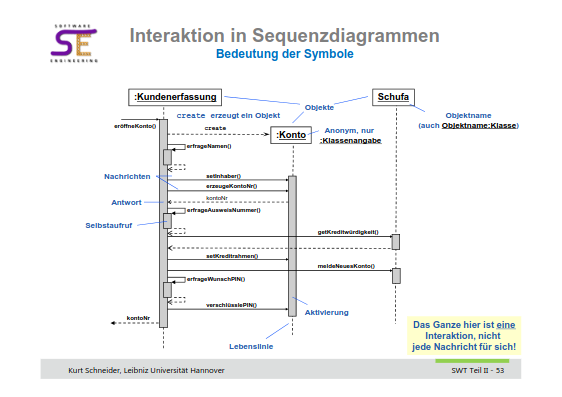 SOFTWARE
SE
ENGINEERING
Interaktion in Sequenzdiagrammen
Bedeutung der Symbole
:Kundenerfassung
Schufa
Objekte
create erzeugt ein Objekt
Objektname
(auch Objektname:Klasse)
eröffneKonto()
create
:Konto
Anonym, nur
:Klassenangabe
erfrageNamen()
Nachrichten
setInhaber()
erzeugeKontoNr()
Antwort
kontoNr
erfrageAusweisNummer()
Selbstaufruf
getKreditwürdigkeit()
setKreditrahmen()
meldeNeuesKonto()
erfrageWunschPIN()
verschlüsslePIN()
Aktivierung
kontoNr
Lebenslinie
Das Ganze hier ist eine
Interaktion, nicht
jede Nachricht für sich!
Kurt Schneider, Leibniz Universität Hannover
SWT Teil II - 53